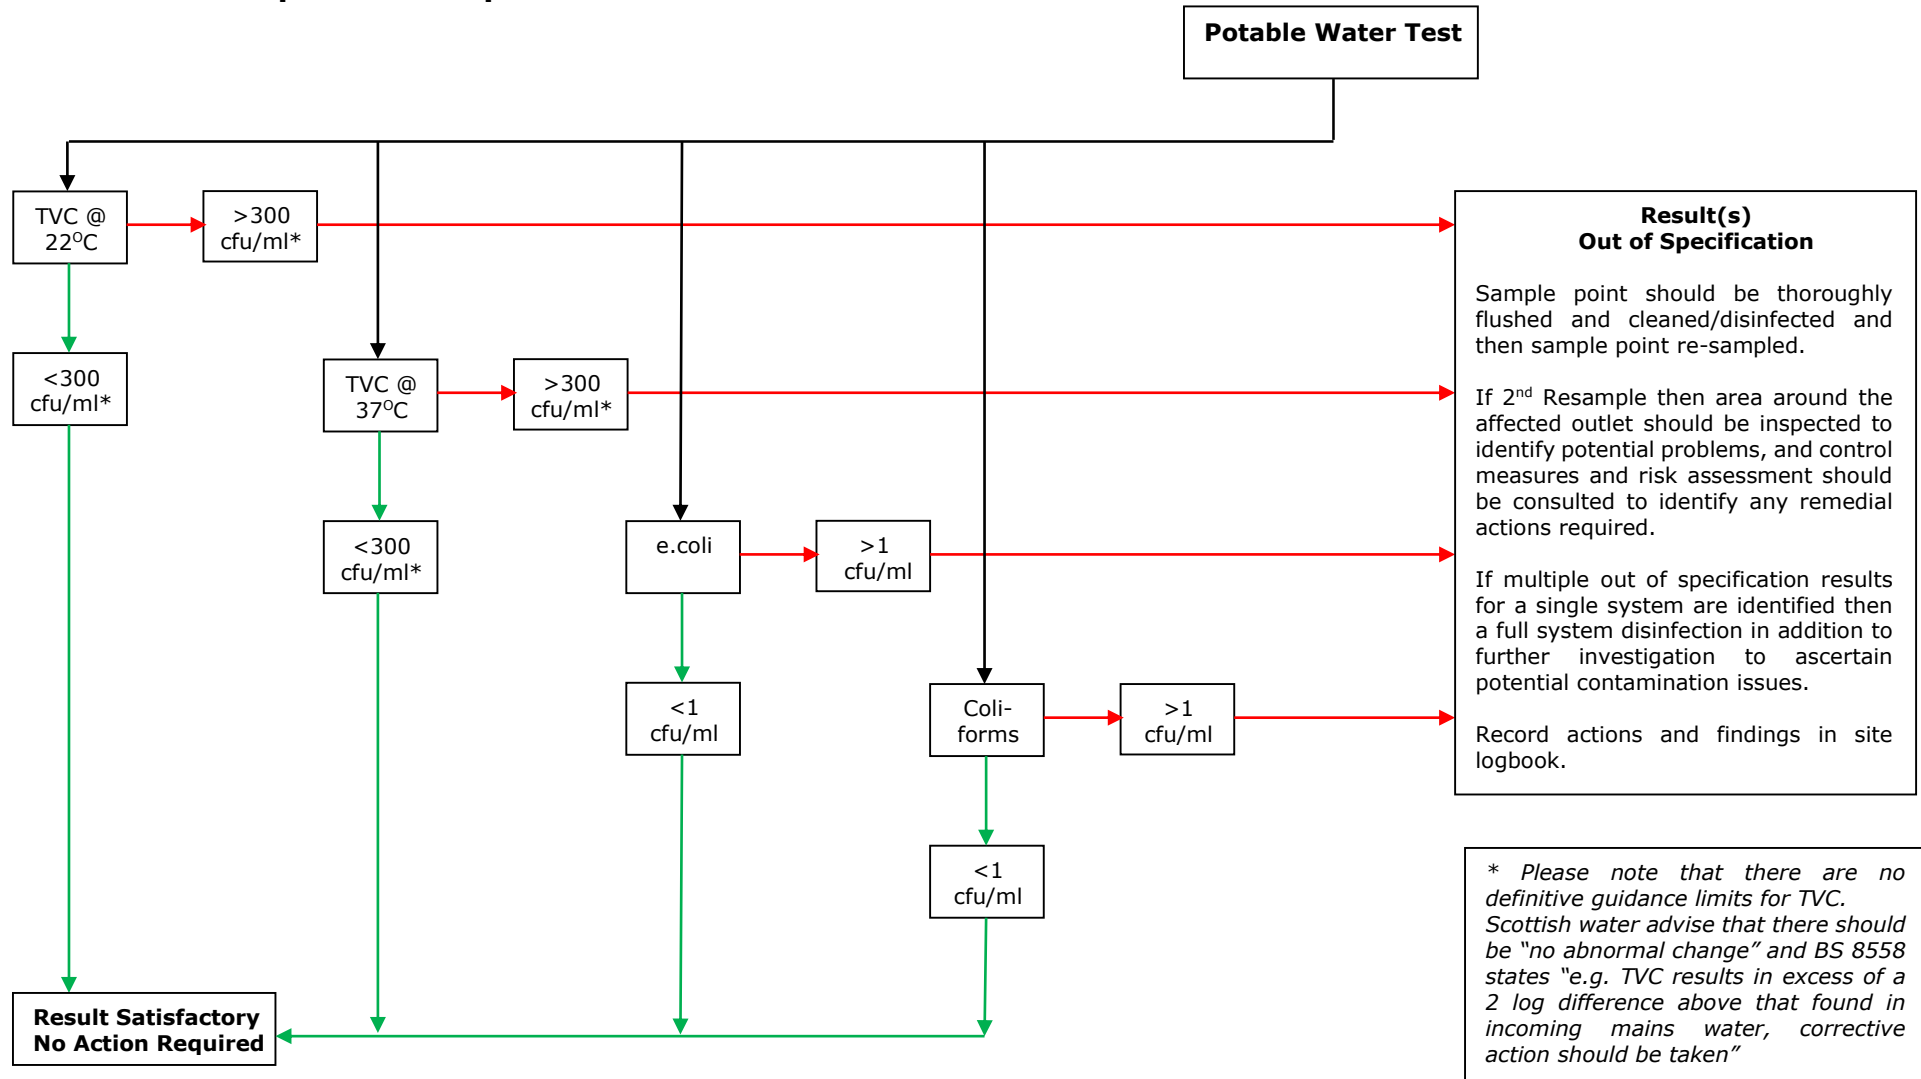 Potable Water Test
TVC @
22⁰C
>300
cfu/ml*
<300
cfu/ml*
TVC @
37⁰C
>300
cfu/ml*
<300
cfu/ml*
e.coli
>1
cfu/ml
<1
cfu/ml
Coli-
forms
>1
cfu/ml
<1
cfu/ml
Result Satisfactory
No Action Required
Result(s)
Out of Specification
Sample point should be thoroughly
flushed and cleaned/disinfected and
then sample point re-sampled.
If 2nd Resample then area around the
affected outlet should be inspected to
identify potential problems, and control
measures and risk assessment should
be consulted to identify any remedial
actions required.
If multiple out of specification results
for a single system are identified then
a full system disinfection in addition to
further investigation to ascertain
potential contamination issues.
Record actions and findings in site
logbook.
* Please note that there are no
definitive guidance limits for TVC.
Scottish water advise that there should
be “no abnormal change” and BS 8558
states “e.g. TVC results in excess of a
2 log difference above that found in
incoming mains water, corrective
action should be taken”